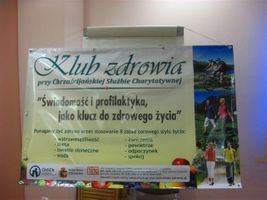 Klub zdrowia
przy Chrześcijańskiej Służbie Charytatywnej
"Świadomość i profilaktyka,
jako klucz do zdrowego życia"
- wstrzemięźliwość
- dieta
- światło słoneczne
- woda
- ćwiczenia
- powietrze
- odpoczynek
- spokój